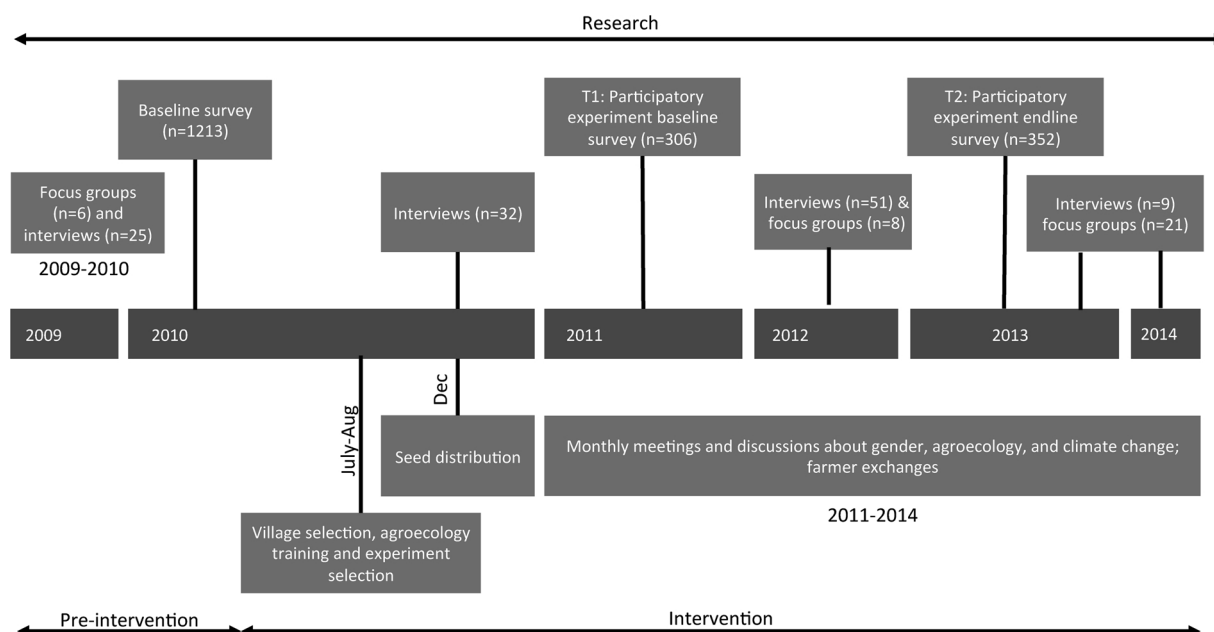 Research
Baseline survey
(n=1213)
T1: Participatory
experiment baseline
survey (n=306)
T2: Participatory
experiment endline
survey (n=352)
Focus groups
(n=6) and
interviews (n=25)
2009-2010
Interviews (n=32)
Interviews (n=51) &
focus groups (n=8)
Interviews (n=9)
focus groups (n=21)
2009
2010
2011
2012
2013
2014
July-Aug
Dec
Seed distribution
Monthly meetings and discussions about gender, agroecology, and climate change;
farmer exchanges
2011-2014
Village selection, agroecology
training and experiment
selection
Pre-intervention
Intervention